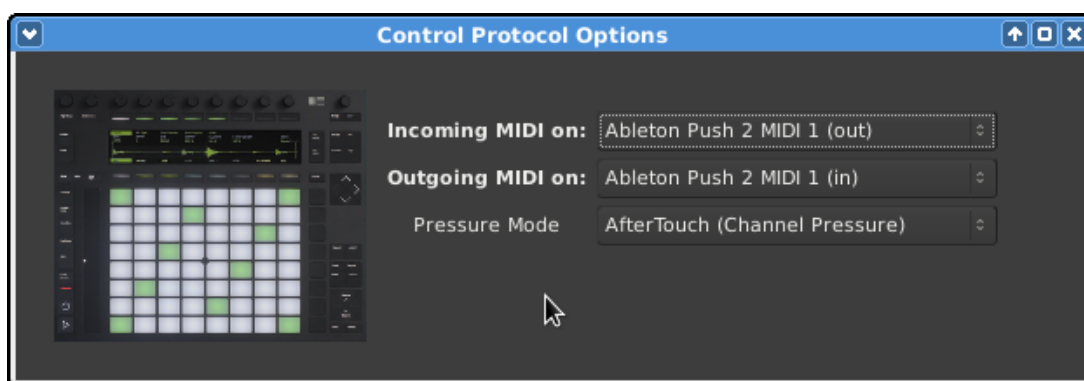 Control Protocol Options
Incoming MIDI on: Ableton Push 2 MIDI 1 (out)
Outgoing MIDI on: Ableton Push 2 MIDI 1 (in)
Pressure Mode AfterTouch (Channel Pressure)